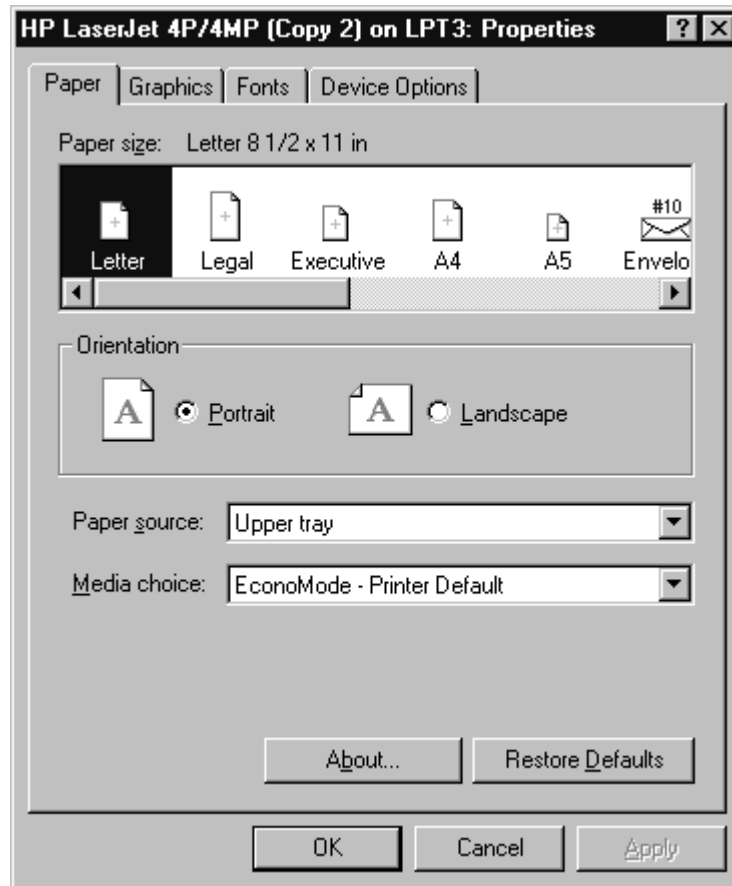 HP LaserJet 4P/4MP (Copy 2) on LPT3: Properties
Paper Graphics Fonts Device Options
Paper size: Letter 8 1/2 x 11 in
#10
Letter Legal Executive A4 A5 Envelo
Orientation
A Portrait A Landscape
Paper source: Upper tray
Media choice: EconoMode - Printer Default
About... Restore Defaults
OK Cancel Apply